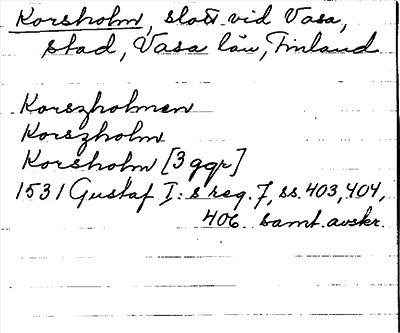 Korsholm, slott vid Vasa,
stad, Vasa län, Finland
Korszholmen
Korszholm
Korsholm [3 ggr]
1531 Gustaf I:s reg. 7, ss. 403, 404,
406 samt. avskr.